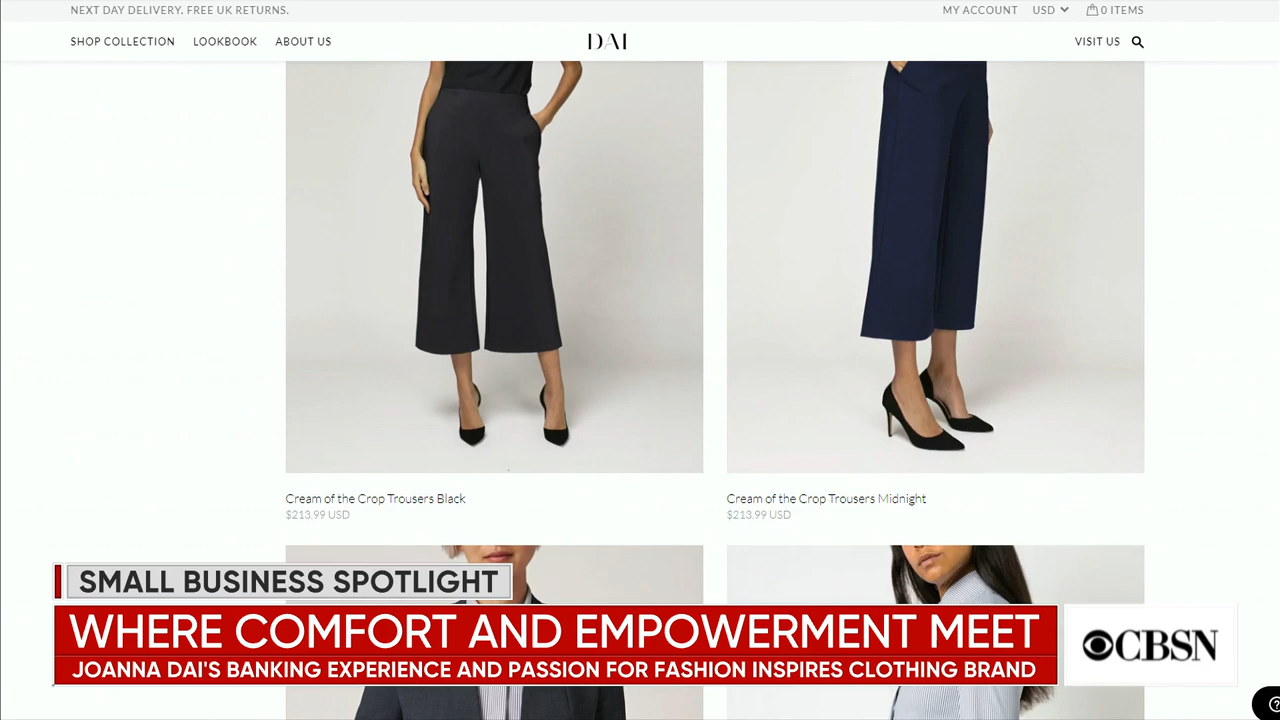 NEXT DAY DELIVERY. FREE UK RETURNS.
MY ACCOUNT USD 0 ITEMS
SHOP COLLECTION LOOKBOOK ABOUT US DAI VISIT US
Cream of the Crop Trousers Black
$213.99 USD
Cream of the Crop Trousers Midnight
$213.99 USD
SMALL BUSINESS SPOTLIGHT
WHERE COMFORT AND EMPOWERMENT MEET
JOANNA DAI'S BANKING EXPERIENCE AND PASSION FOR FASHION INSPIRES CLOTHING BRAND
CBSN